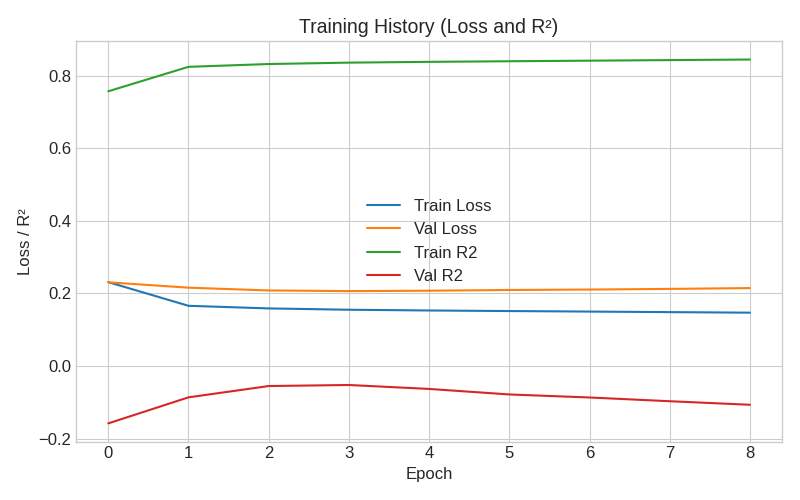 Training History (Loss and R²)
0.8
0.6
0.4
0.2
0.0
−0.2
Loss / R²
Train Loss
Val Loss
Train R2
Val R2
0 1 2 3 4 5 6 7 8
Epoch